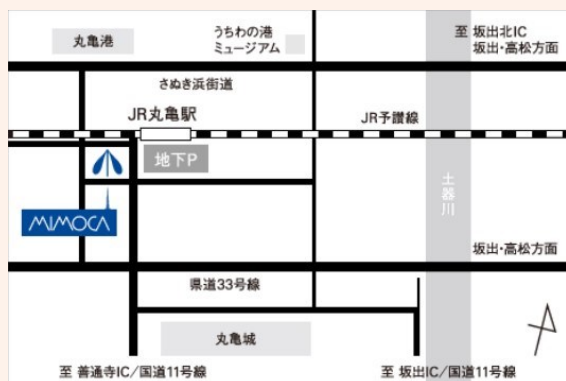 丸亀港
うちわの港
ミュージアム
至 坂出北IC
坂出・高松方面
さぬき浜街道
JR丸亀駅
JR予讃線
地下P
土器川
MIMOCA
坂出・高松方面
県道33号線
丸亀城
至 善通寺IC/国道11号線
至 坂出IC/国道11号線